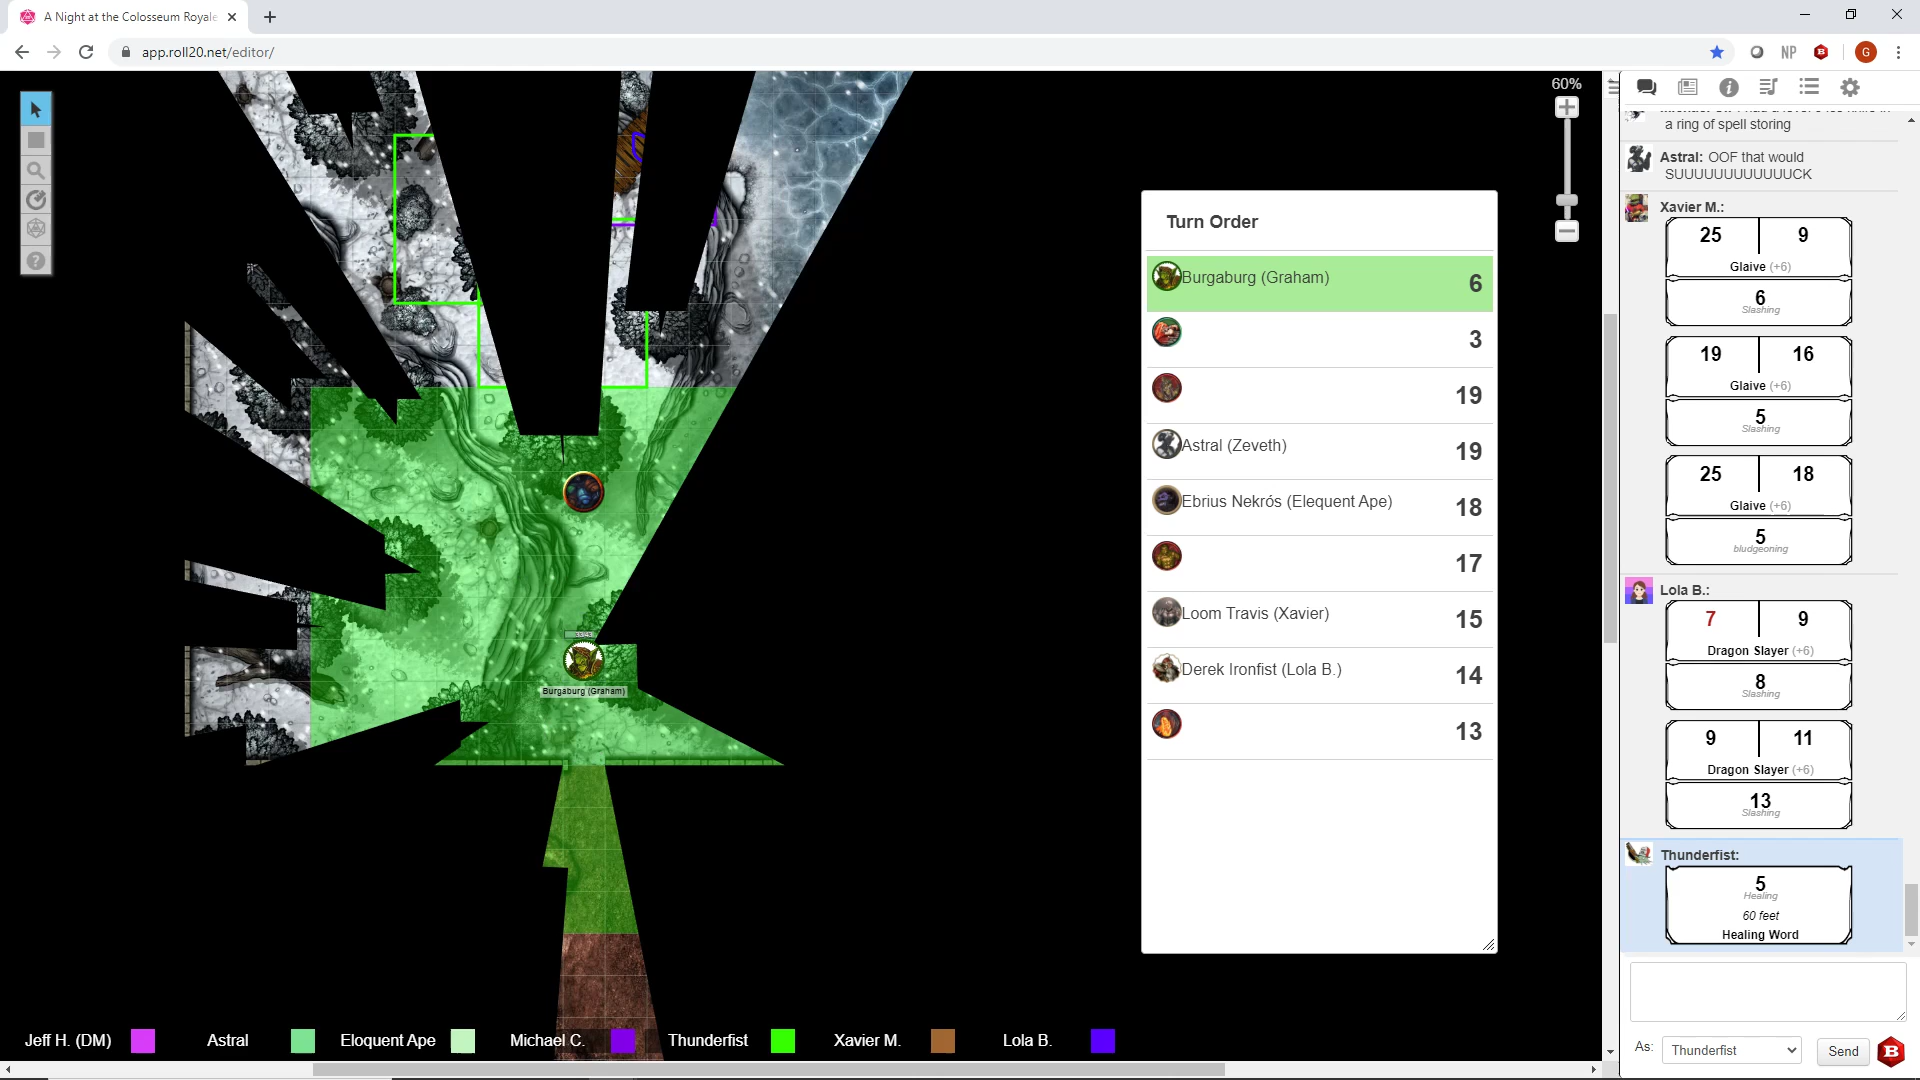 A Night at the Colosseum Royale
app.roll20.net/editor/
NP
G
60%
a ring of spell storing
Astral: OOF that would
SUUUUUUUUUUUUCK
Xavier M.:
25 9
Glaive (+6)
6
Slashing
19 16
Glaive (+6)
5
Slashing
25 18
Glaive (+6)
5
bludgeoning
Lola B.:
7 9
Dragon Slayer (+6)
8
Slashing
9 11
Dragon Slayer (+6)
13
Slashing
Thunderfist:
5
Healing
60 feet
Healing Word
As: Thunderfist
Send
B
Turn Order
Burgaburg (Graham) 6
3
19
Astral (Zeveth) 19
Ebrius Nekrós (Elequent Ape) 18
17
Loom Travis (Xavier) 15
Derek Ironfist (Lola B.) 14
13
Burgaburg (Graham)
Jeff H. (DM) Astral Eloquent Ape Michael C. Thunderfist Xavier M. Lola B.